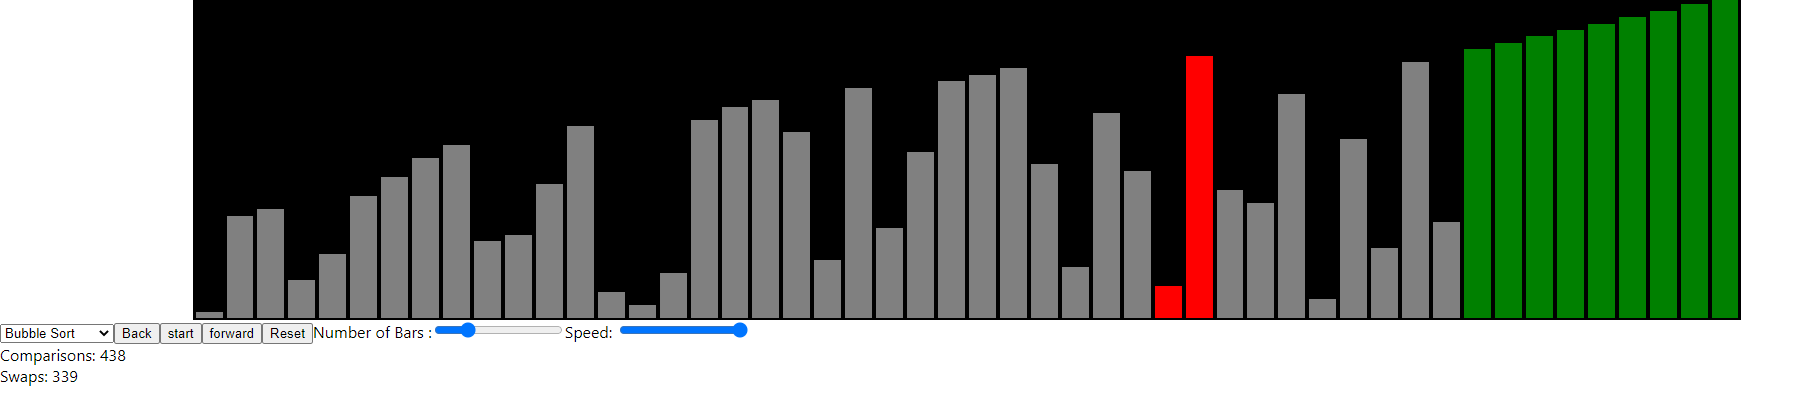 Bubble Sort Back start forward Reset Number of Bars : Speed:
Comparisons: 438
Swaps: 339